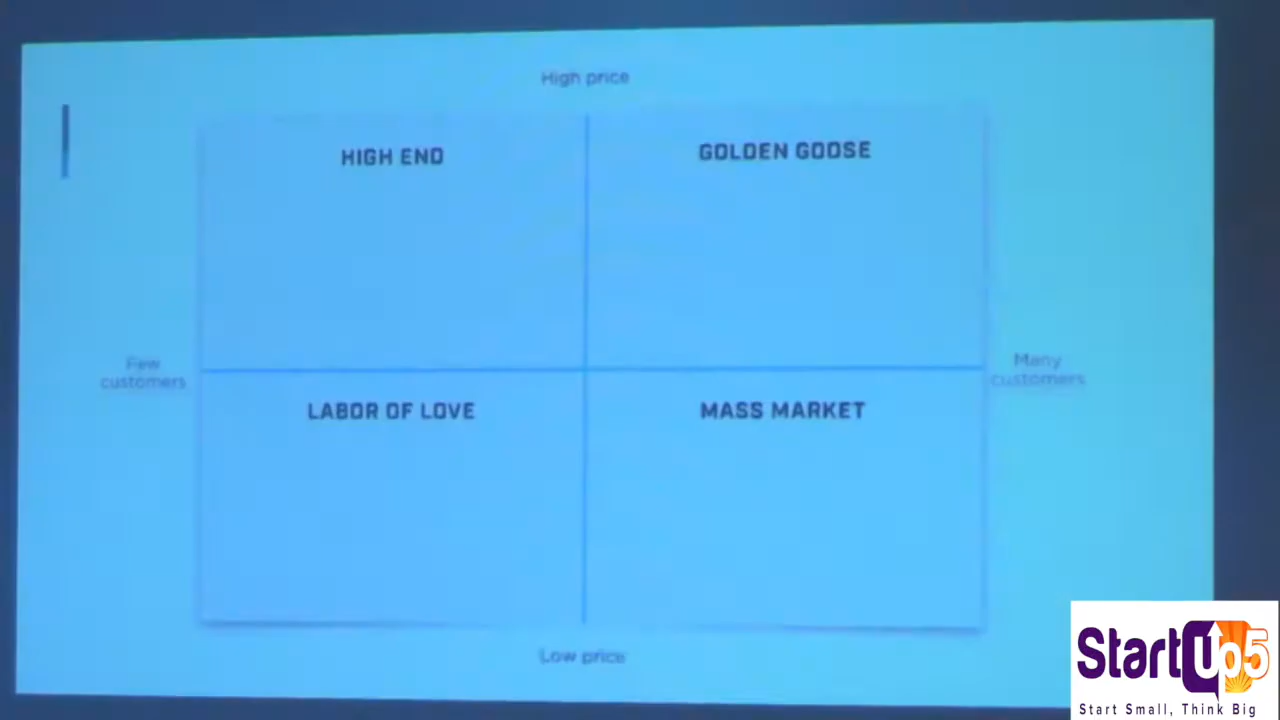 High price
HIGH END
GOLDEN GOOSE
Few
customers
Many
customers
LABOR OF LOVE
MASS MARKET
Low price
StartUp5
Start Small, Think Big